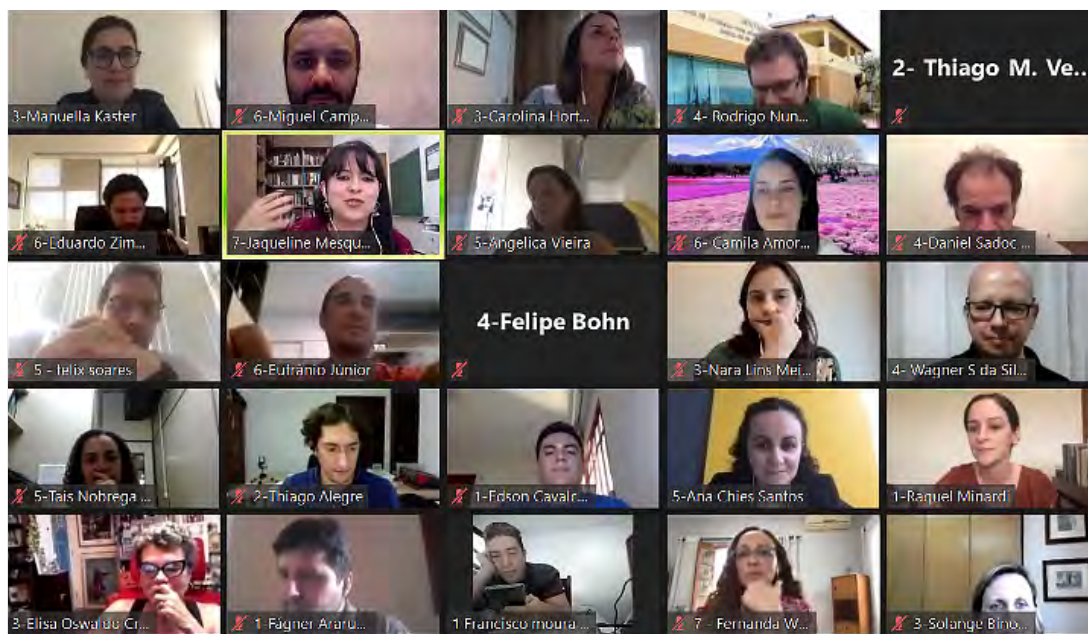 3-Manuella Kaster
6-Miguel Camp...
3-Carolina Hort...
4- Rodrigo Nun...
2- Thiago M. Ve...
6-Eduardo Zim...
7-Jaqueline Mesqu...
5-Angelica Vieira
6- Camila Amor...
4-Daniel Sadoc ...
5 - felix soares
6-Eufrânio Júnior
4-Felipe Bohn
3-Nara Lins Mei...
4- Wagner S da Sil...
5-Tais Nobrega ...
2-Thiago Alegre
1-Edson Cavalc...
5-Ana Chies Santos
1-Raquel Minardi
3-Elisa Oswaldo Cr...
1-Fágner Araru...
1 Francisco moura ...
7 - Fernanda W...
3-Solange Bino...